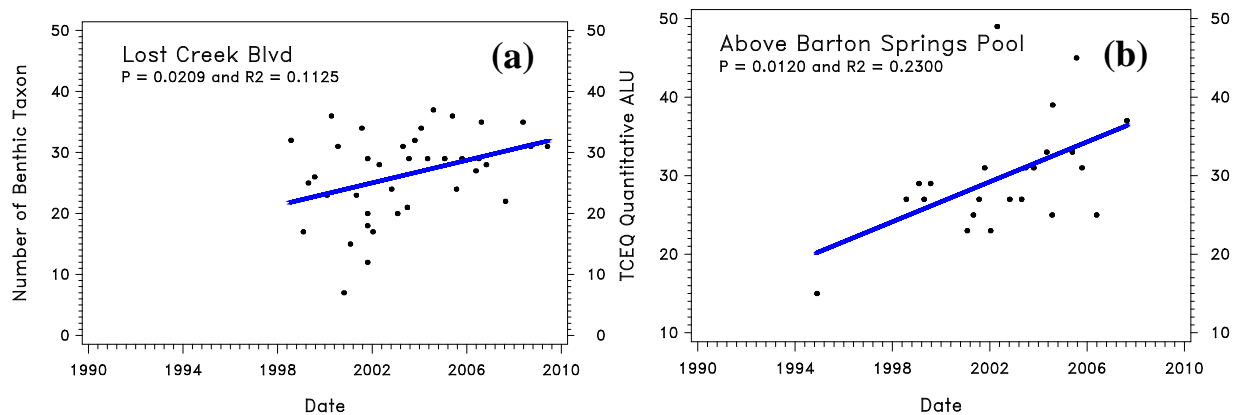 Lost Creek Blvd
P = 0.0209 and R2 = 0.1125
(a)
Number of Benthic Taxon
50
40
30
20
10
0
50
40
30
20
10
0
1990 1994 1998 2002 2006 2010
Date
Above Barton Springs Pool
P = 0.0120 and R2 = 0.2300
(b)
TCEQ Quantitative ALU
50
40
30
20
10
50
40
30
20
10
1990 1994 1998 2002 2006 2010
Date